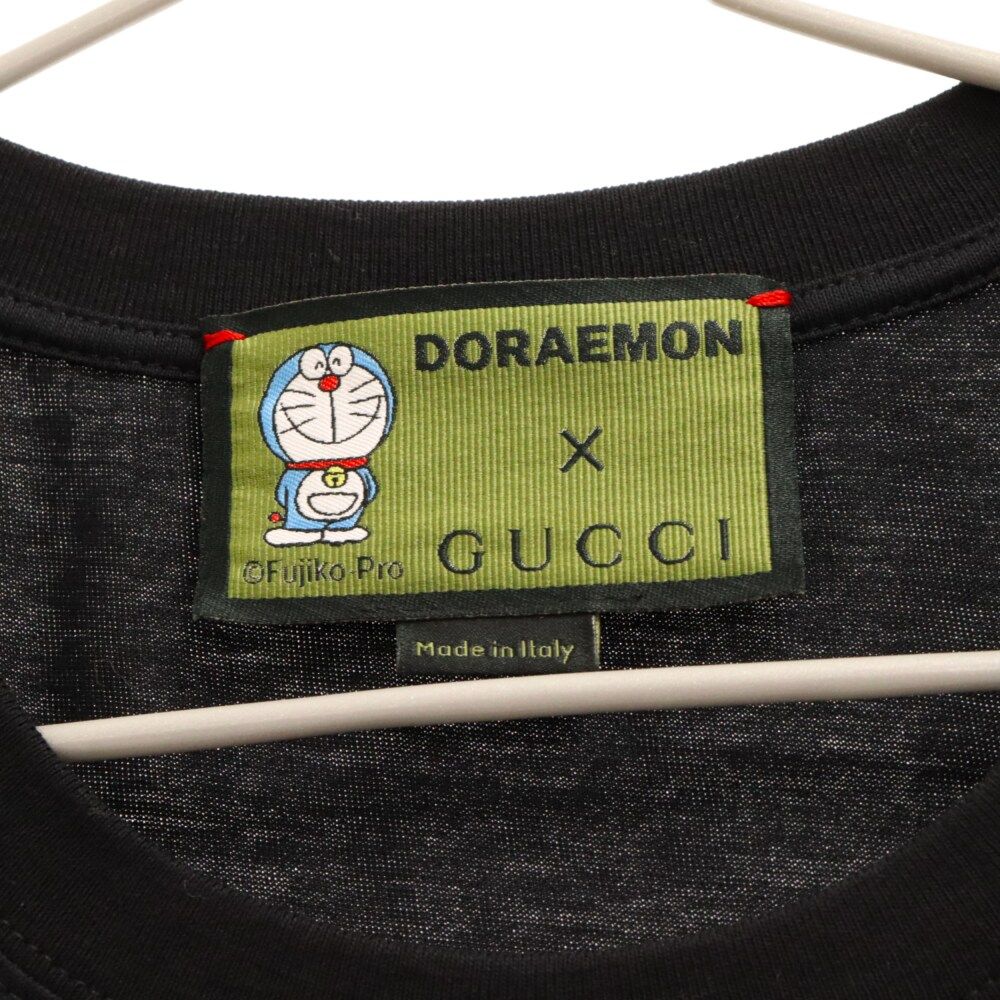 DORAEMON
X
GUCCI
©Fujiko-Pro
Made in Italy